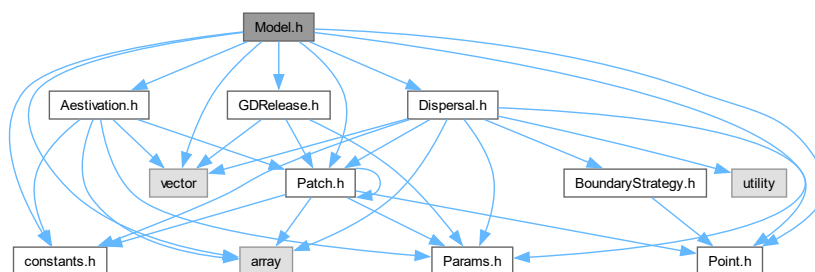 Model.h
Aestivation.h
GDRelease.h
Dispersal.h
vector
Patch.h
BoundaryStrategy.h
utility
constants.h
array
Params.h
Point.h